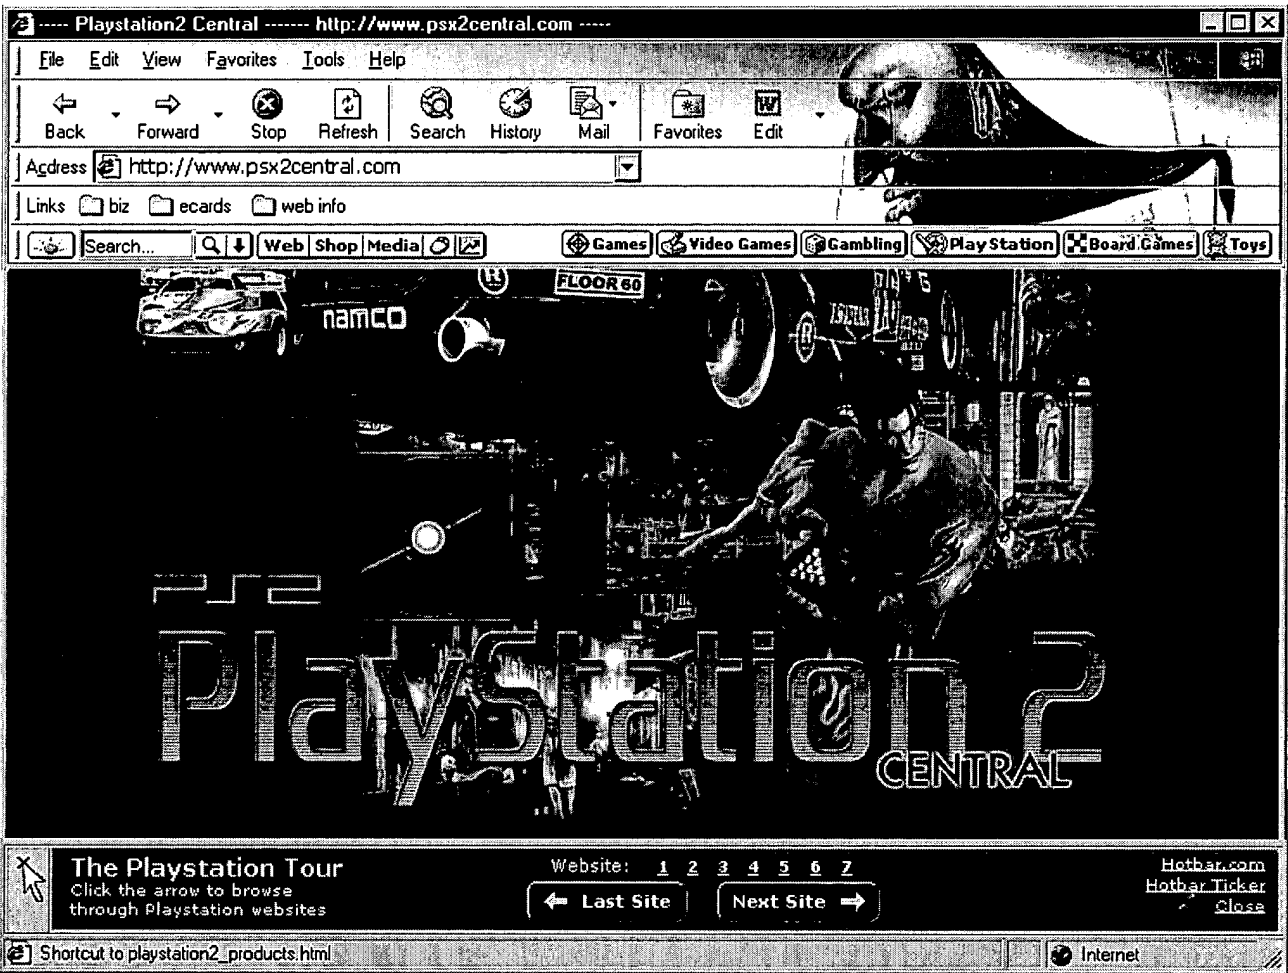 ----- Playstation2 Central ------- http://www.psx2central.com -----
File Edit View Favorites Tools Help
Back Forward Stop Refresh Search History Mail Favorites Edit
Address http://www.psx2central.com
Links biz ecards web info
Search... Web Shop Media Games Video Games Gambling PlayStation Board Games Toys
FLOOR 60
namco
PS2
PlayStation 2
CENTRAL
The Playstation Tour
Click the arrow to browse
through Playstation websites
Website: 1 2 3 4 5 6 7
Last Site Next Site
Hotbar.com
Hotbar Ticker
Close
Shortcut to playstation2_products.html Internet